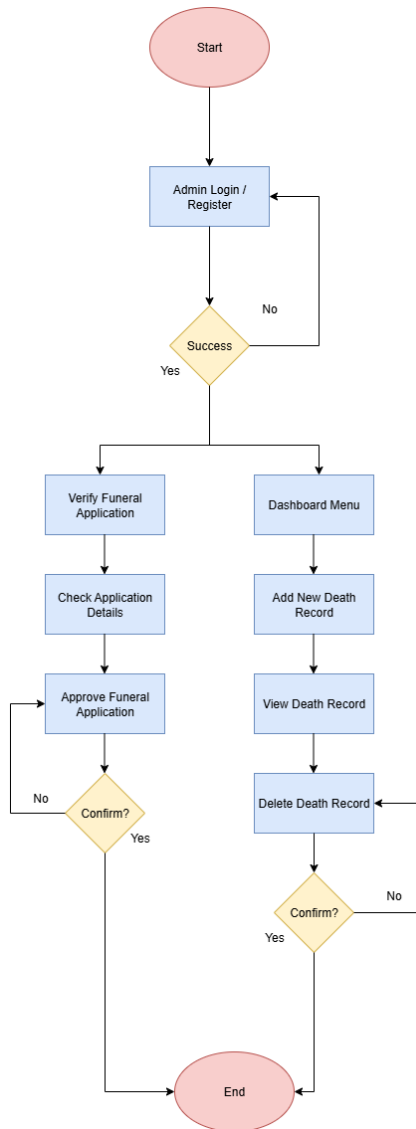 Start
Admin Login /
Register
No
Success
Yes
Verify Funeral
Application
Dashboard Menu
Check Application
Details
Add New Death
Record
Approve Funeral
Application
View Death Record
No
Confirm?
Yes
Delete Death Record
No
Confirm?
Yes
End